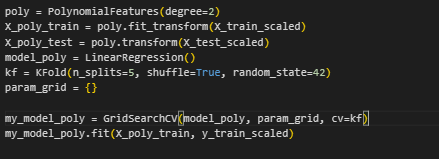 poly = PolynomialFeatures(degree=2)
X_poly_train = poly.fit_transform(X_train_scaled)
X_poly_test = poly.transform(X_test_scaled)
model_poly = LinearRegression()
kf = KFold(n_splits=5, shuffle=True, random_state=42)
param_grid = {}
my_model_poly = GridSearchCV(model_poly, param_grid, cv=kf)
my_model_poly.fit(X_poly_train, y_train_scaled)